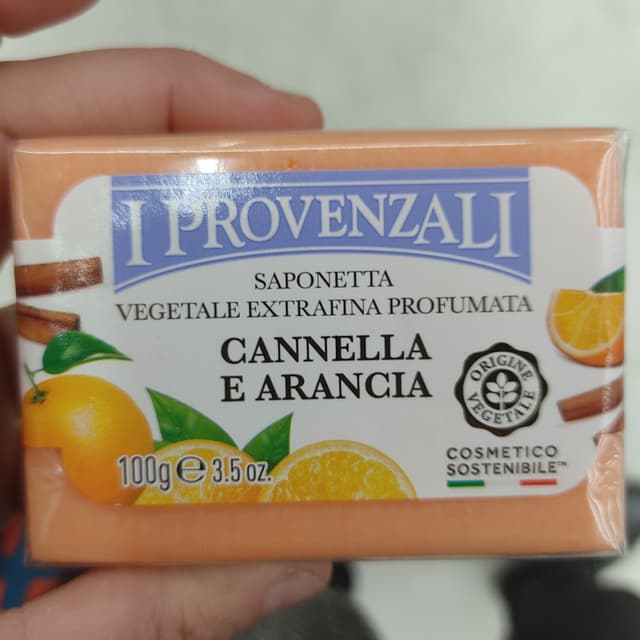 I PROVENZALI
SAPONETTA
VEGETALE EXTRAFINA PROFUMATA
CANNELLA
E ARANCIA
ORIGINE
VEGETALE
100g ℮ 3.5 oz.
COSMETICO
SOSTENIBILE™